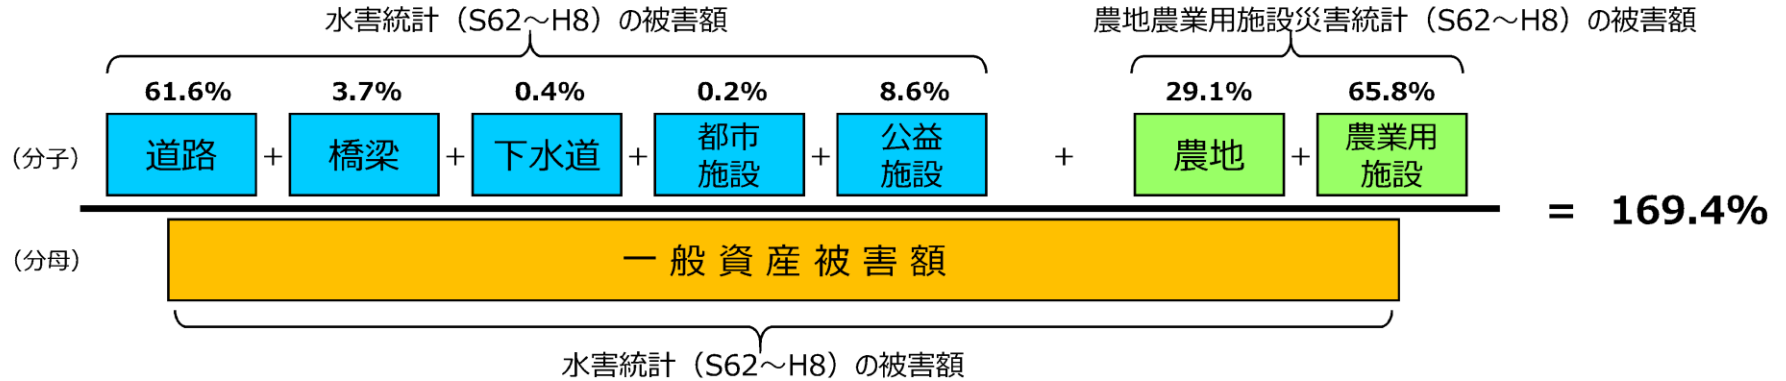 水害統計（S62～H8）の被害額
農地農業用施設災害統計（S62～H8）の被害額
61.6% 3.7% 0.4% 0.2% 8.6% 29.1% 65.8%
（分子） 道路 + 橋梁 + 下水道 + 都市施設 + 公益施設 + 農地 + 農業用施設
= 169.4%
（分母） 一般資産被害額
水害統計（S62～H8）の被害額